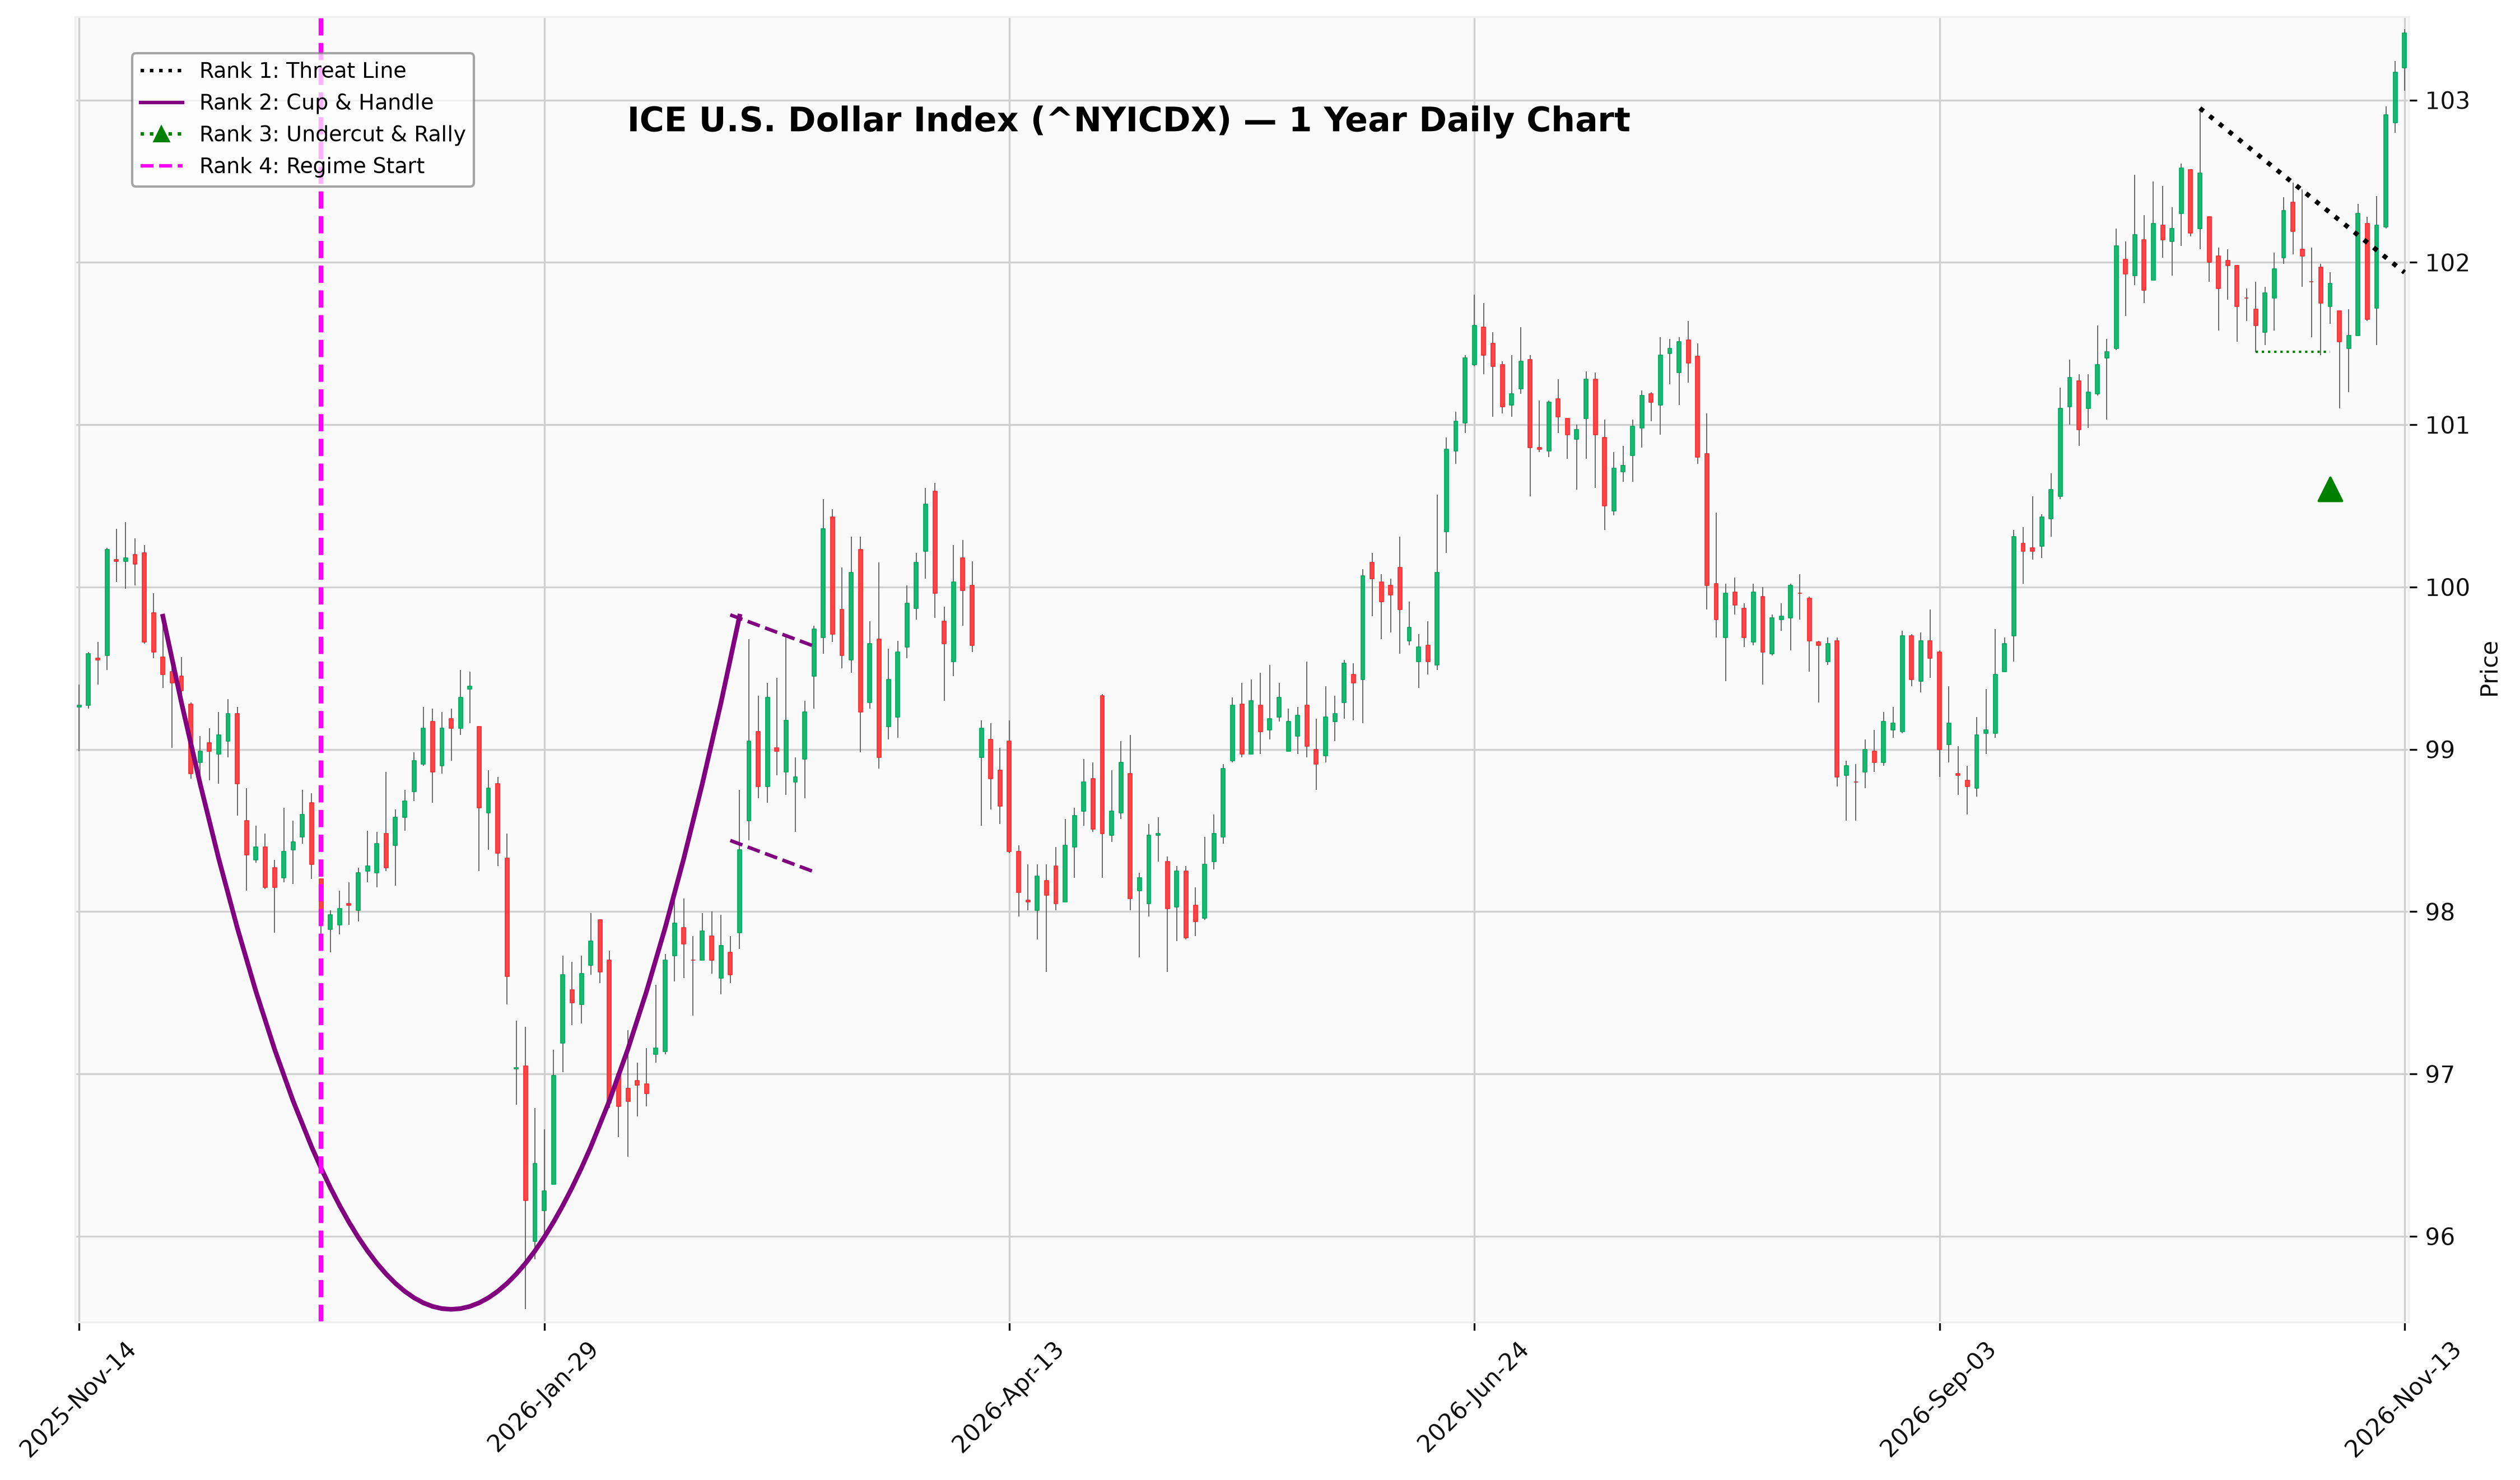 Rank 1: Threat Line
Rank 2: Cup & Handle
Rank 3: Undercut & Rally
Rank 4: Regime Start
ICE U.S. Dollar Index (^NYICDX) — 1 Year Daily Chart
103
102
101
100
99
98
97
96
Price
2025-Nov-14
2026-Jan-29
2026-Apr-13
2026-Jun-24
2026-Sep-03
2026-Nov-13